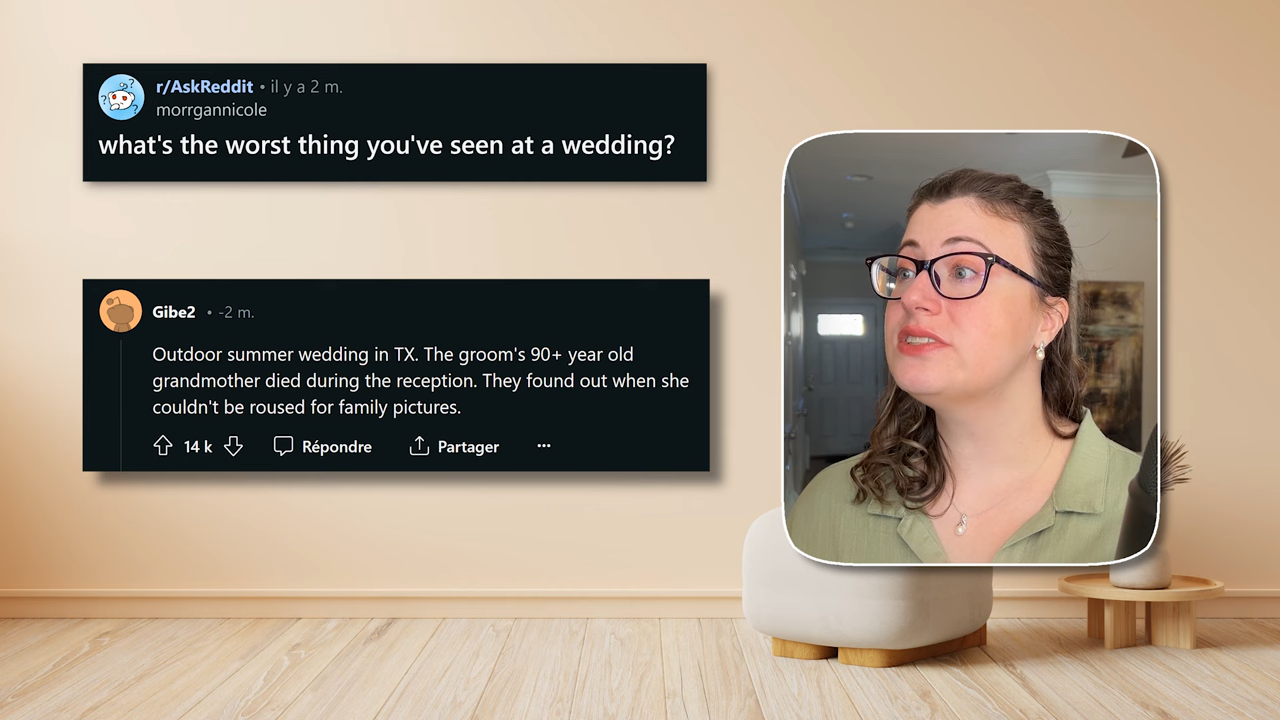 r/AskReddit • il y a 2 m.
morrgannicole
what's the worst thing you've seen at a wedding?
Gibe2 • -2 m.
Outdoor summer wedding in TX. The groom's 90+ year old
grandmother died during the reception. They found out when she
couldn't be roused for family pictures.
14 k Répondre Partager ...